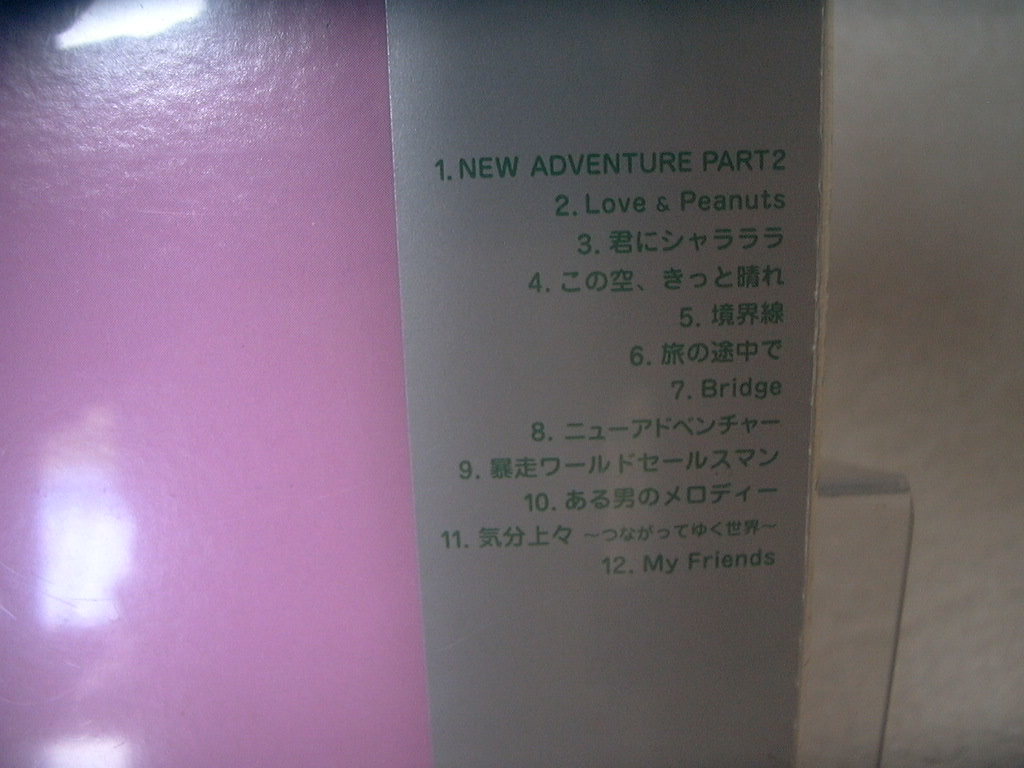 1. NEW ADVENTURE PART2
2. Love & Peanuts
3. 君にシャラララ
4. この空、きっと晴れ
5. 境界線
6. 旅の途中で
7. Bridge
8. ニューアドベンチャー
9. 暴走ワールドセールスマン
10. ある男のメロディー
11. 気分上々 ～つながってゆく世界～
12. My Friends